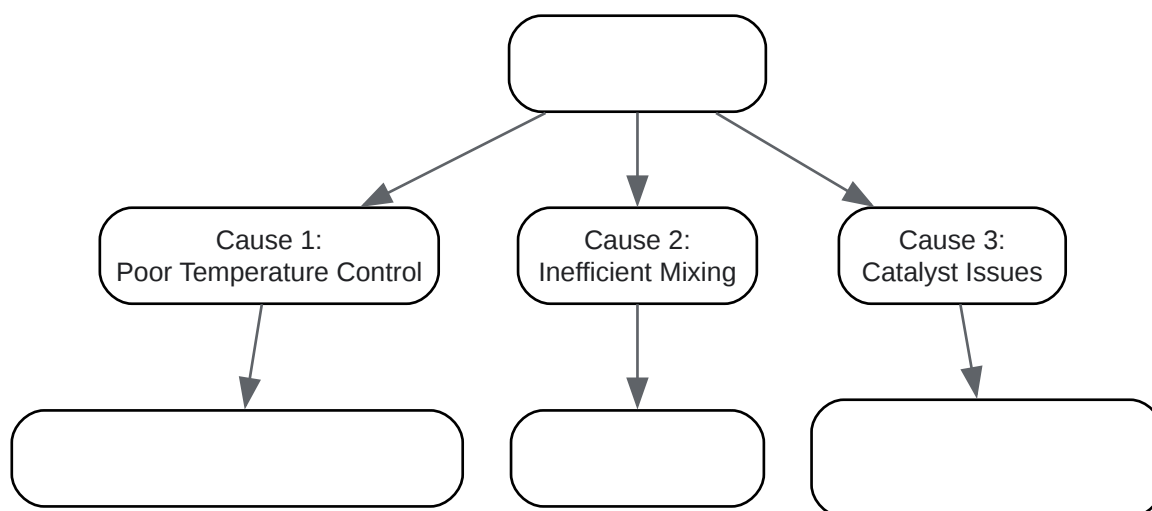 Cause 1:
Poor Temperature Control
Cause 2:
Inefficient Mixing
Cause 3:
Catalyst Issues